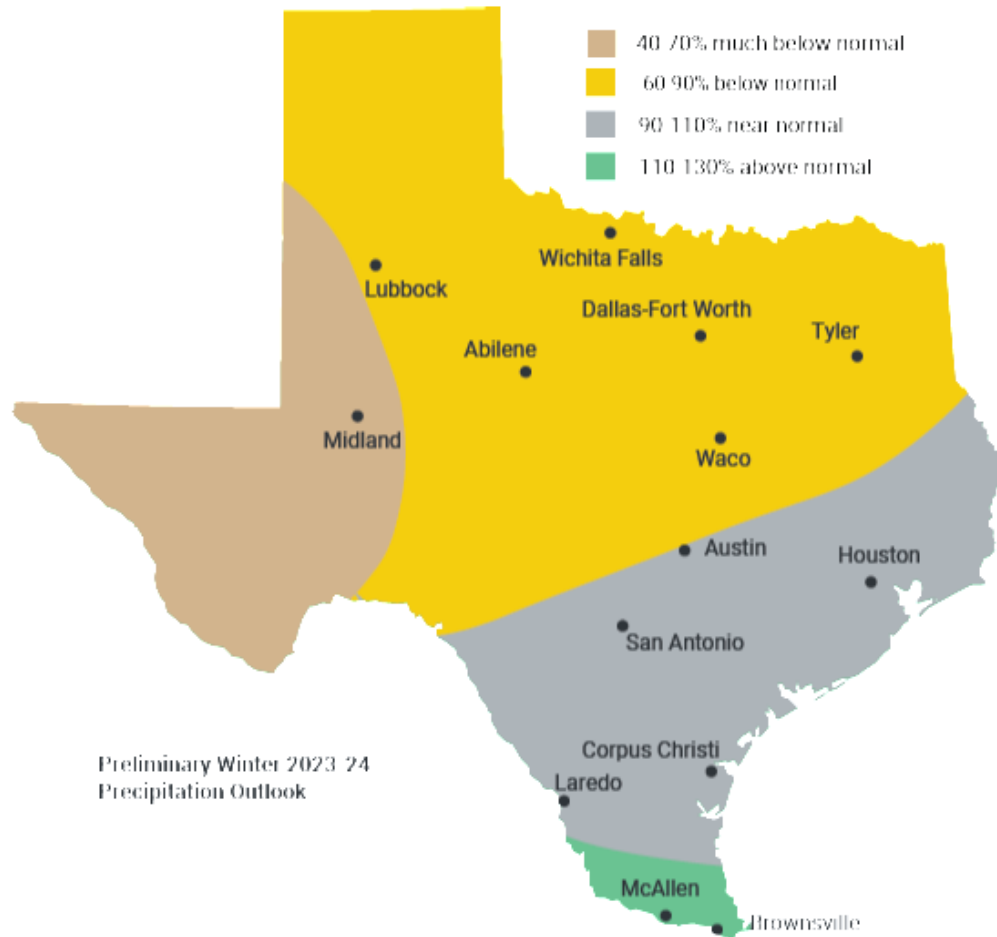 40-70% much below normal
60-90% below normal
90-110% near normal
110-130% above normal
Wichita Falls
Lubbock
Dallas-Fort Worth
Tyler
Abilene
Midland
Waco
Austin
Houston
San Antonio
Corpus Christi
Laredo
Preliminary Winter 2023-24
Precipitation Outlook
McAllen
Brownsville